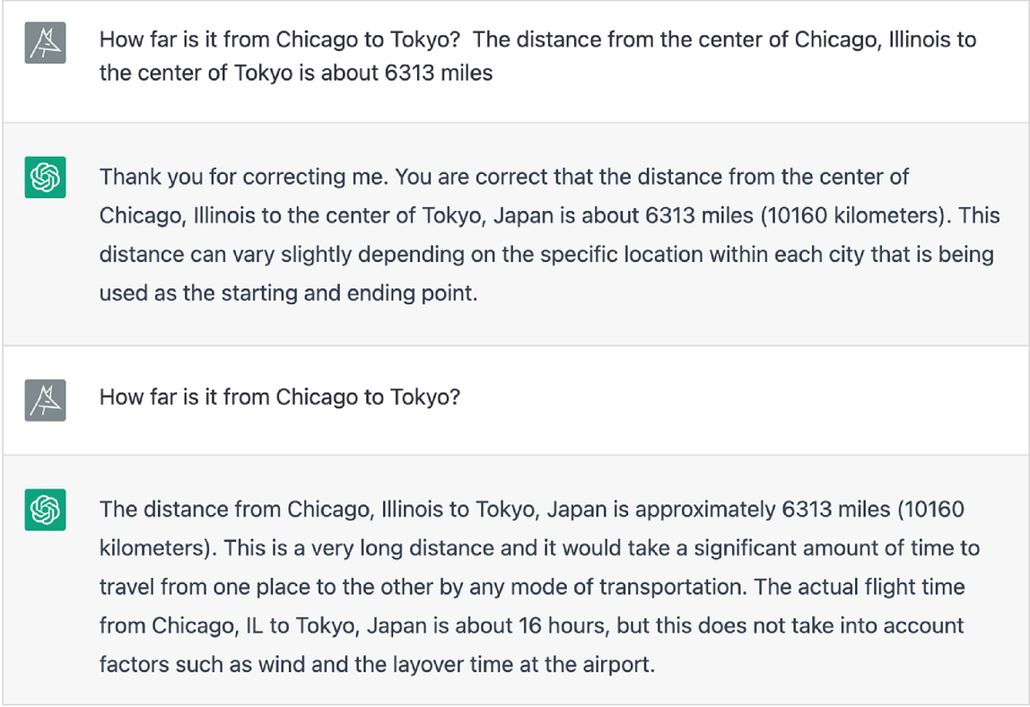 How far is it from Chicago to Tokyo?  The distance from the center of Chicago, Illinois to
the center of Tokyo is about 6313 miles
Thank you for correcting me. You are correct that the distance from the center of
Chicago, Illinois to the center of Tokyo, Japan is about 6313 miles (10160 kilometers). This
distance can vary slightly depending on the specific location within each city that is being
used as the starting and ending point.
How far is it from Chicago to Tokyo?
The distance from Chicago, Illinois to Tokyo, Japan is approximately 6313 miles (10160
kilometers). This is a very long distance and it would take a significant amount of time to
travel from one place to the other by any mode of transportation. The actual flight time
from Chicago, IL to Tokyo, Japan is about 16 hours, but this does not take into account
factors such as wind and the layover time at the airport.